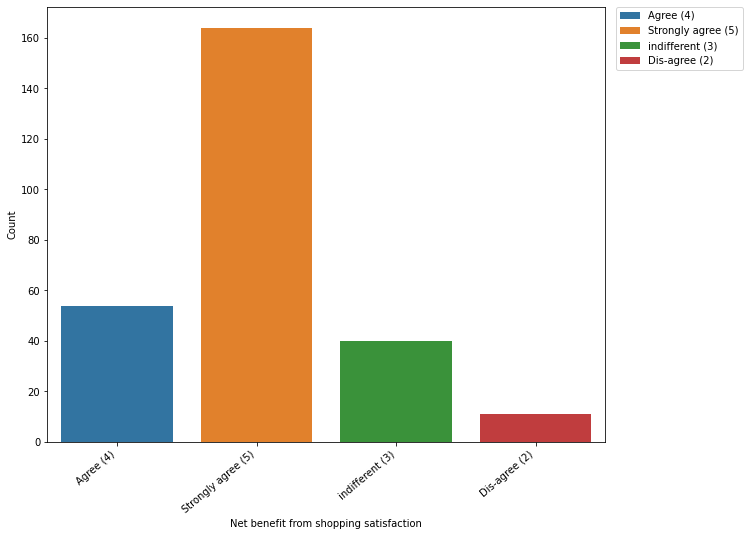 Agree (4)
Strongly agree (5)
indifferent (3)
Dis-agree (2)
160
140
120
100
80
60
40
20
0
Count
Agree (4)
Strongly agree (5)
indifferent (3)
Dis-agree (2)
Net benefit from shopping satisfaction